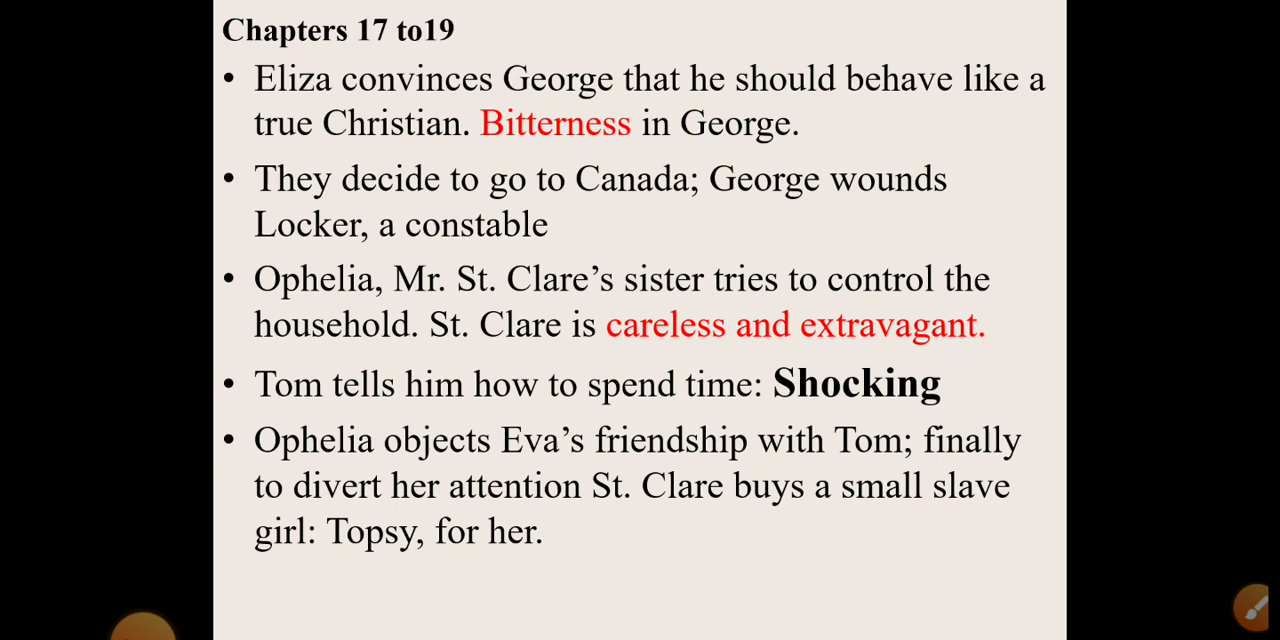 Chapters 17 to19
• Eliza convinces George that he should behave like a
true Christian. Bitterness in George.
• They decide to go to Canada; George wounds
Locker, a constable
• Ophelia, Mr. St. Clare’s sister tries to control the
household. St. Clare is careless and extravagant.
• Tom tells him how to spend time: Shocking
• Ophelia objects Eva’s friendship with Tom; finally
to divert her attention St. Clare buys a small slave
girl: Topsy, for her.